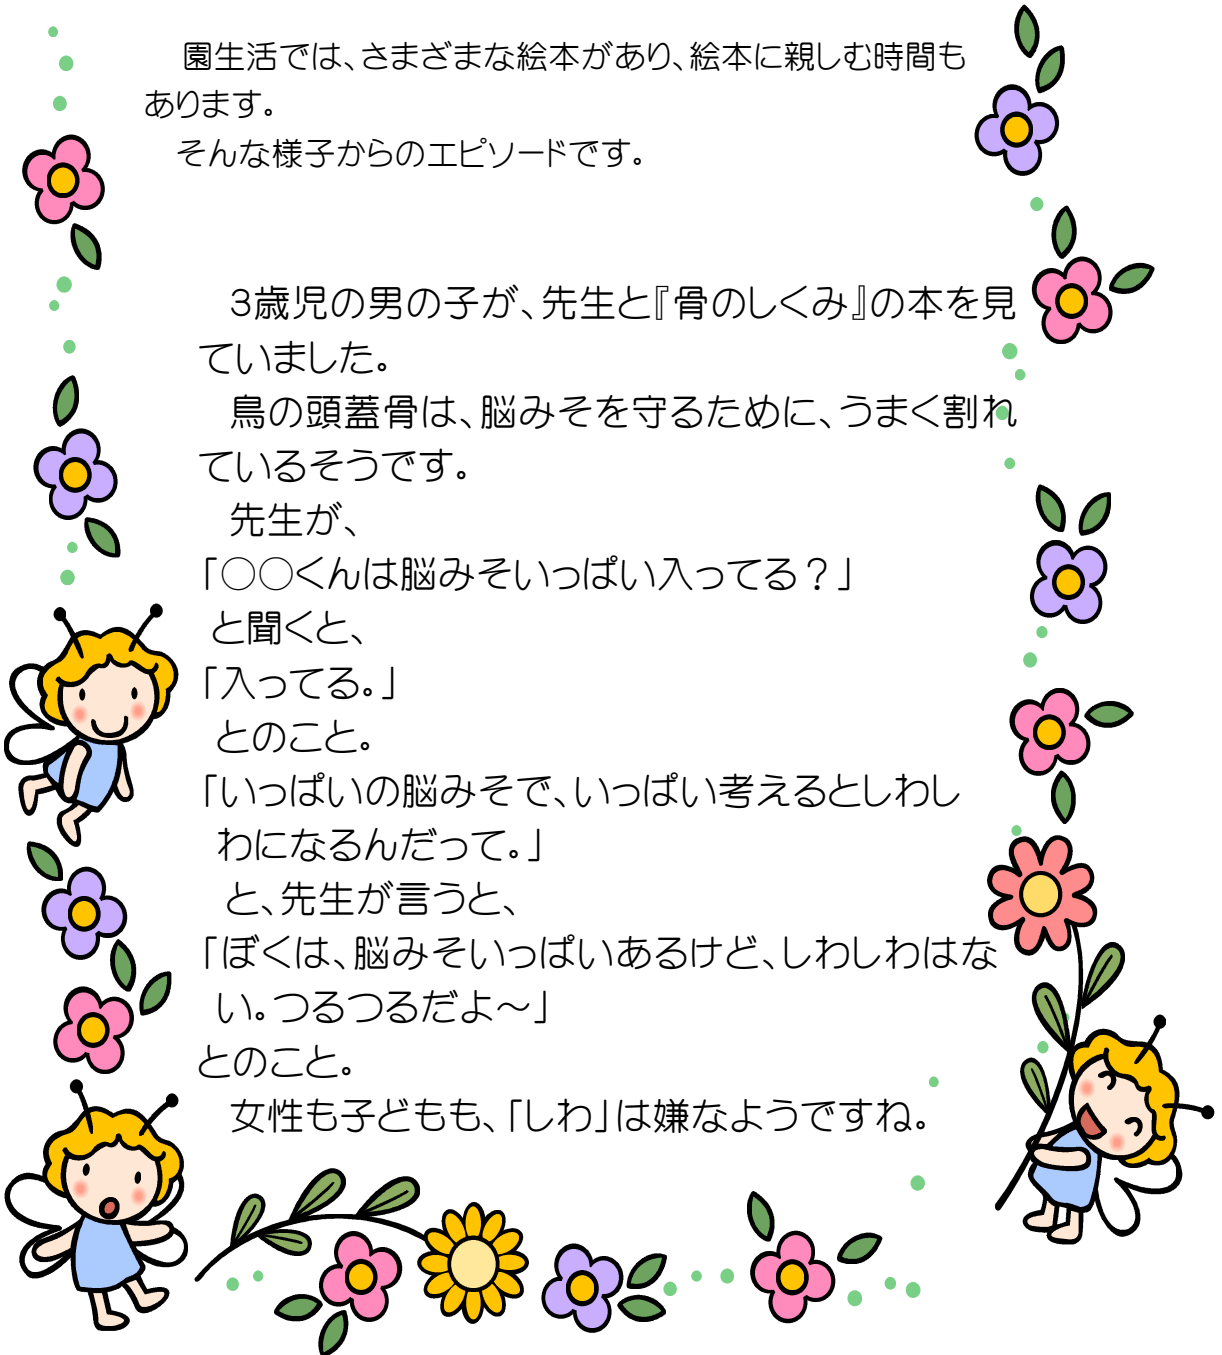 園生活では、さまざまな絵本があり、絵本に親しむ時間も
あります。
そんな様子からのエピソードです。
3歳児の男の子が、先生と『骨のしくみ』の本を見
ていました。
鳥の頭蓋骨は、脳みそを守るために、うまく割れ
ているそうです。
先生が、
「○○くんは脳みそいっぱい入ってる？」
と聞くと、
「入ってる。」
とのこと。
「いっぱいの脳みそで、いっぱい考えるとしわし
わになるんだって。」
と、先生が言うと、
「ぼくは、脳みそいっぱいあるけど、しわしわはな
い。つるつるだよ～」
とのこと。
女性も子どもも、「しわ」は嫌なようですね。